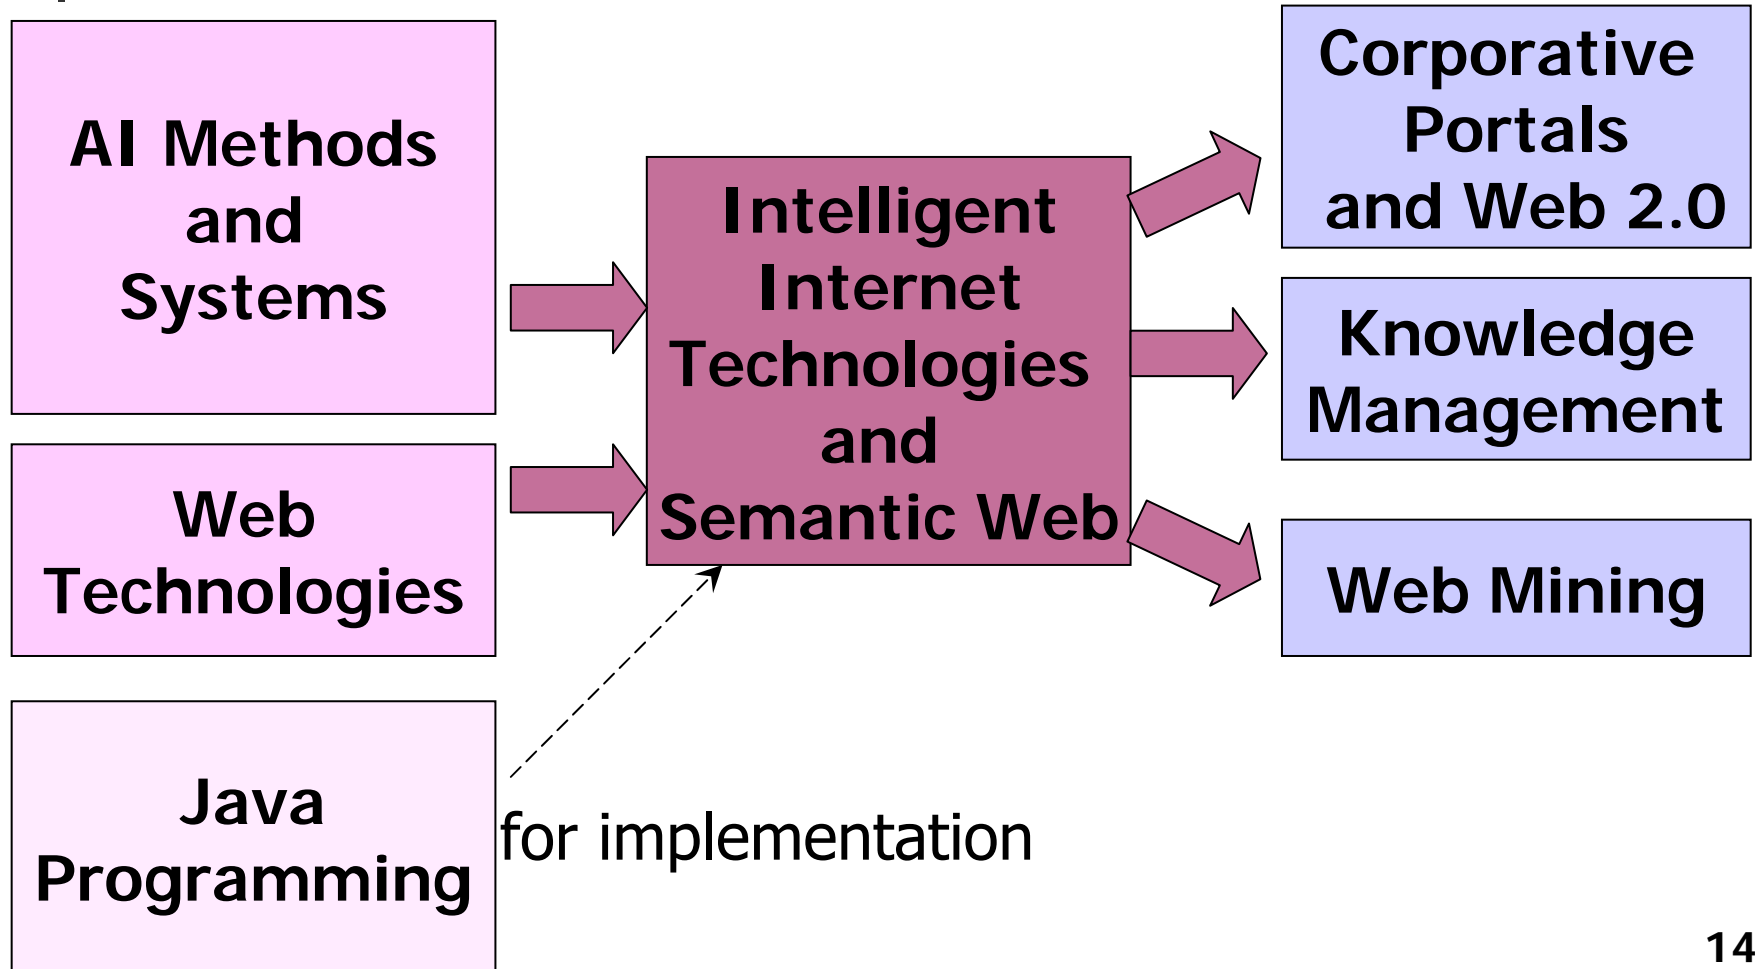 AI Methods
and
Systems
Web
Technologies
Java
Programming
for implementation
Intelligent
Internet
Technologies
and
Semantic Web
Corporative
Portals
and Web 2.0
Knowledge
Management
Web Mining
14